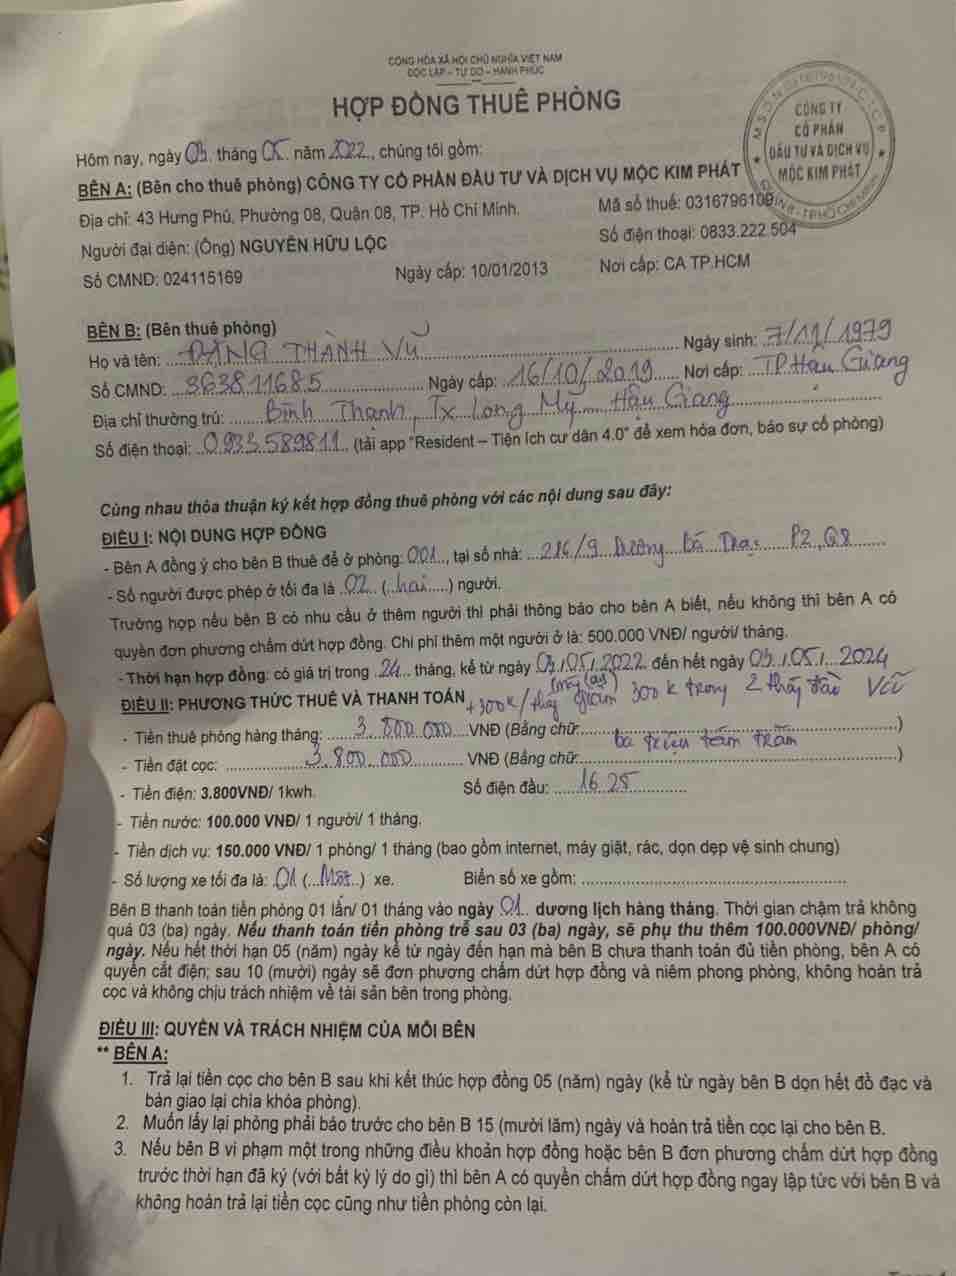 CỘNG HÒA XÃ HỘI CHỦ NGHĨA VIỆT NAM
ĐỘC LẬP – TỰ DO – HẠNH PHÚC
HỢP ĐỒNG THUÊ PHÒNG
CÔNG TY
CỔ PHẦN
ĐẦU TƯ VÀ DỊCH VỤ
MỘC KIM PHÁT
Hôm nay, ngày 03. tháng 05. năm 2022., chúng tôi gồm:
BÊN A: (Bên cho thuê phòng) CÔNG TY CỔ PHẦN ĐẦU TƯ VÀ DỊCH VỤ MỘC KIM PHÁT
Địa chỉ: 43 Hưng Phú, Phường 08, Quận 08, TP. Hồ Chí Minh. Mã số thuế: 0316796109
Người đại diện: (Ông) NGUYỄN HỮU LỘC Số điện thoại: 0833.222.504
Số CMND: 024115169 Ngày cấp: 10/01/2013 Nơi cấp: CA TP.HCM
BÊN B: (Bên thuê phòng)
Họ và tên: ĐẶNG THÀNH VŨ Ngày sinh: 7/11/1979
Số CMND: 363811685 Ngày cấp: 16/10/2019 Nơi cấp: TP Hậu Giang
Địa chỉ thường trú: Bình Thạnh, Tx Long Mỹ Hậu Giang
Số điện thoại: 0933589811 (tải app "Resident – Tiện ích cư dân 4.0" để xem hóa đơn, báo sự cố phòng)
Cùng nhau thỏa thuận ký kết hợp đồng thuê phòng với các nội dung sau đây:
ĐIỀU I: NỘI DUNG HỢP ĐỒNG
- Bên A đồng ý cho bên B thuê để ở phòng: 001, tại số nhà: 216/9 Dương Bá Trạc P2, Q8
- Số người được phép ở tối đa là 02 (hai) người.
Trường hợp nếu bên B có nhu cầu ở thêm người thì phải thông báo cho bên A biết, nếu không thì bên A có
quyền đơn phương chấm dứt hợp đồng. Chi phí thêm một người ở là: 500.000 VNĐ/ người/ tháng.
- Thời hạn hợp đồng: có giá trị trong 24 tháng, kể từ ngày 03/05/2022 đến hết ngày 03/05/2024
(máy lạnh)
ĐIỀU II: PHƯƠNG THỨC THUÊ VÀ THANH TOÁN +300k/tháng giảm 300k trong 2 tháng đầu Vũ
- Tiền thuê phòng hàng tháng: 3.800.000 VNĐ (Bằng chữ: )
ba triệu tám trăm
- Tiền đặt cọc: 3.800.000 VNĐ (Bằng chữ: )
- Tiền điện: 3.800VNĐ/ 1kwh. Số điện đầu: 1625
- Tiền nước: 100.000 VNĐ/ 1 người/ 1 tháng.
- Tiền dịch vụ: 150.000 VNĐ/ 1 phòng/ 1 tháng (bao gồm internet, máy giặt, rác, dọn dẹp vệ sinh chung)
- Số lượng xe tối đa là: 01 (Một) xe. Biển số xe gồm:
Bên B thanh toán tiền phòng 01 lần/ 01 tháng vào ngày 01. dương lịch hàng tháng. Thời gian chậm trả không
quá 03 (ba) ngày. Nếu thanh toán tiền phòng trễ sau 03 (ba) ngày, sẽ phụ thu thêm 100.000VNĐ/ phòng/
ngày. Nếu hết thời hạn 05 (năm) ngày kể từ ngày đến hạn mà bên B chưa thanh toán đủ tiền phòng, bên A có
quyền cắt điện; sau 10 (mười) ngày sẽ đơn phương chấm dứt hợp đồng và niêm phong phòng, không hoàn trả
cọc và không chịu trách nhiệm về tài sản bên trong phòng.
ĐIỀU III: QUYỀN VÀ TRÁCH NHIỆM CỦA MỖI BÊN
** BÊN A:
1. Trả lại tiền cọc cho bên B sau khi kết thúc hợp đồng 05 (năm) ngày (kể từ ngày bên B dọn hết đồ đạc và
bàn giao lại chìa khóa phòng).
2. Muốn lấy lại phòng phải báo trước cho bên B 15 (mười lăm) ngày và hoàn trả tiền cọc lại cho bên B.
3. Nếu bên B vi phạm một trong những điều khoản hợp đồng hoặc bên B đơn phương chấm dứt hợp đồng
trước thời hạn đã ký (với bất kỳ lý do gì) thì bên A có quyền chấm dứt hợp đồng ngay lập tức với bên B và
không hoàn trả lại tiền cọc cũng như tiền phòng còn lại.